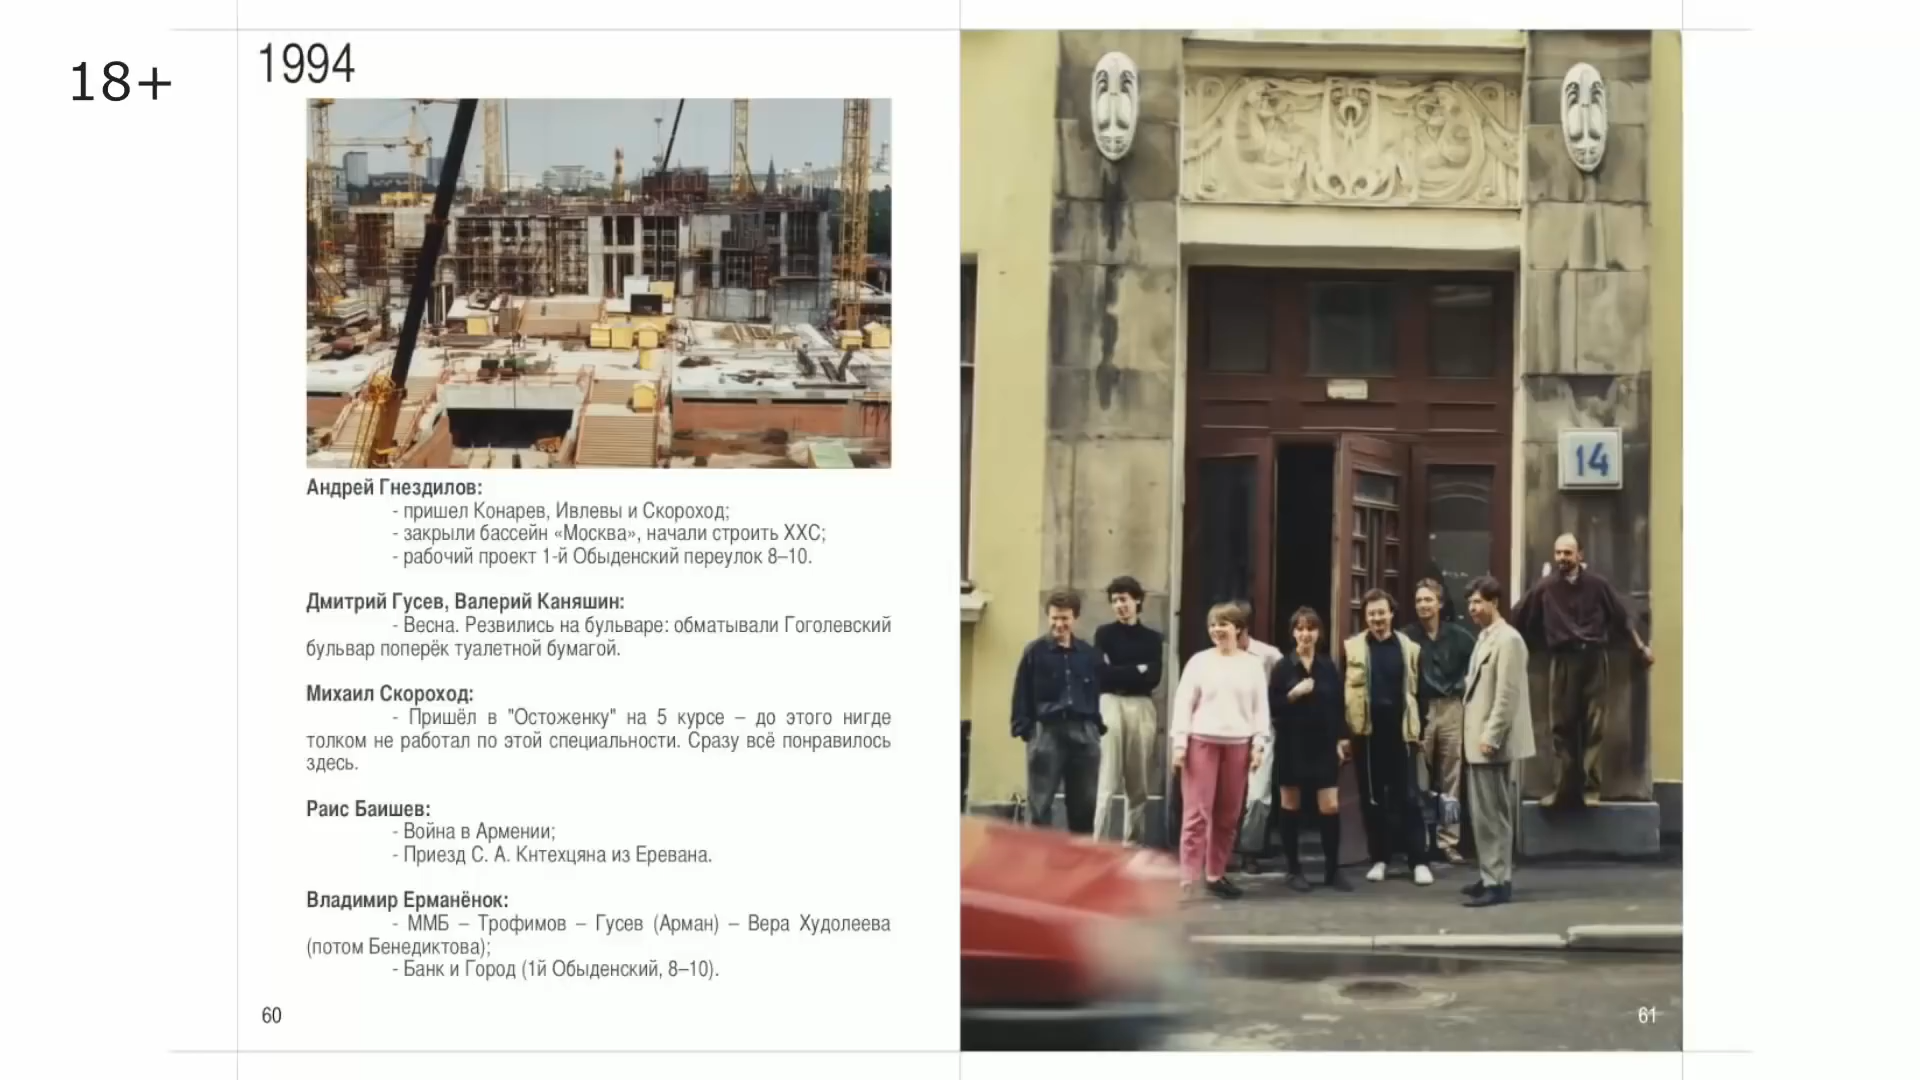 18+
1994
Андрей Гнездилов:
- пришел Конарев, Ивлевы и Скороход;
- закрыли бассейн «Москва», начали строить ХХС;
- рабочий проект 1-й Обыденский переулок 8–10.
Дмитрий Гусев, Валерий Каняшин:
- Весна. Резвились на бульваре: обматывали Гоголевский
бульвар поперёк туалетной бумагой.
Михаил Скороход:
- Пришёл в "Остоженку" на 5 курсе – до этого нигде
толком не работал по этой специальности. Сразу всё понравилось
здесь.
Раис Баишев:
- Война в Армении;
- Приезд С. А. Кнтехцяна из Еревана.
Владимир Ерманёнок:
- ММБ – Трофимов – Гусев (Арман) – Вера Худолеева
(потом Бенедиктова);
- Банк и Город (1й Обыденский, 8–10).
60
14
61